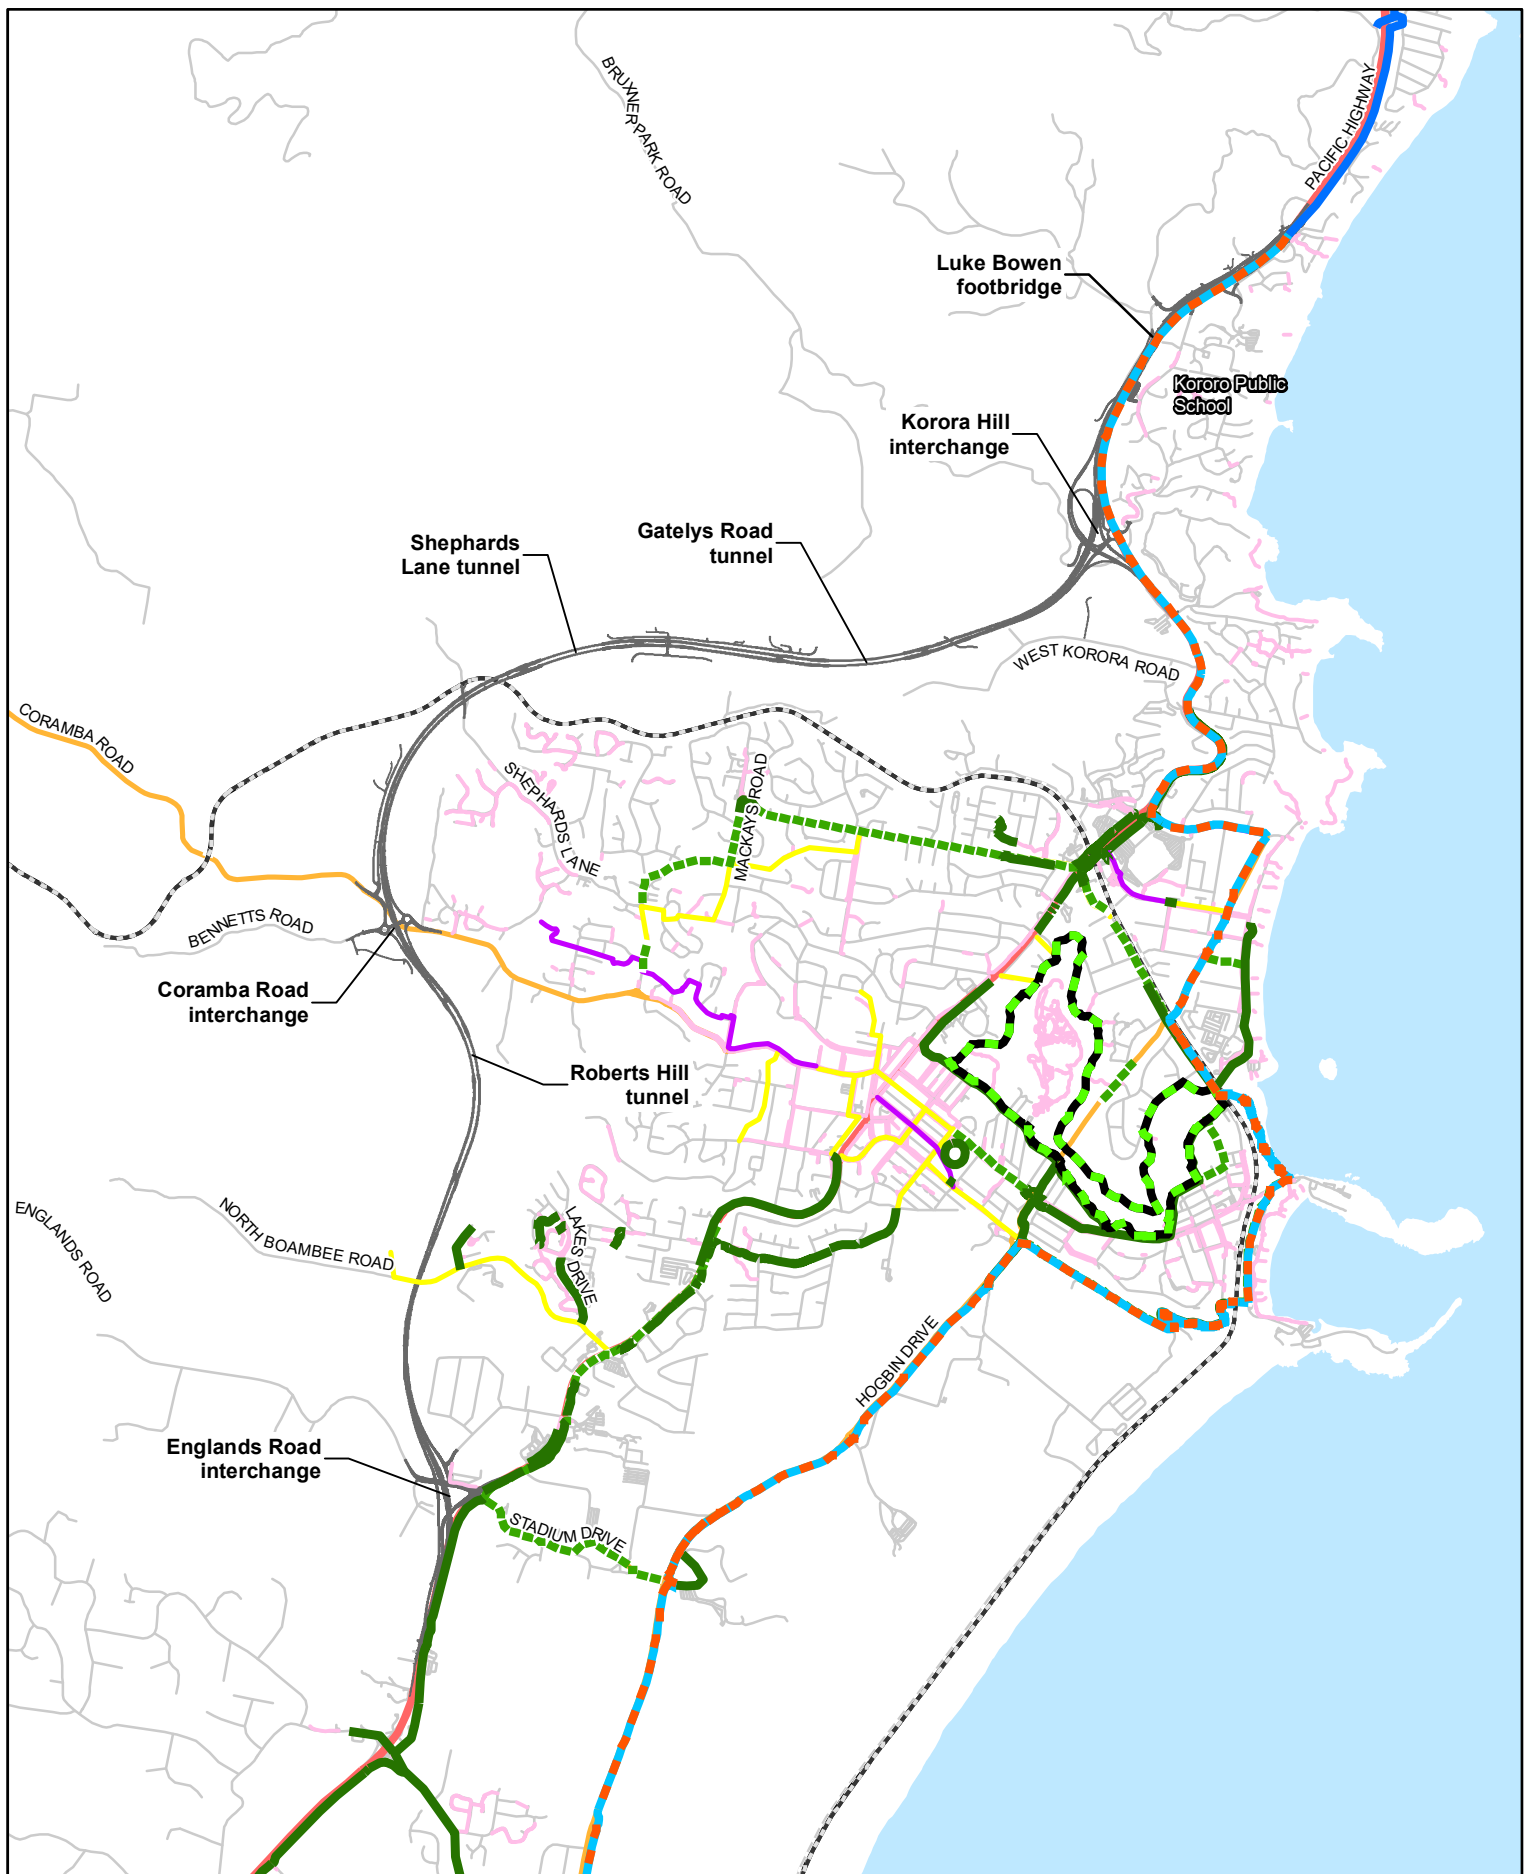 BRUXNER PARK ROAD
PACIFIC HIGHWAY
Luke Bowen
footbridge
Kororo Public
School
Korora Hill
interchange
Gatelys Road
tunnel
Shephards
Lane tunnel
WEST KORORA ROAD
CORAMBA ROAD
SHEPHARDS LANE
MACKAYS ROAD
BENNETTS ROAD
Coramba Road
interchange
Roberts Hill
tunnel
ENGLANDS ROAD
NORTH BOAMBEE ROAD
LAKES DRIVE
HOGBIN DRIVE
Englands Road
interchange
STADIUM DRIVE